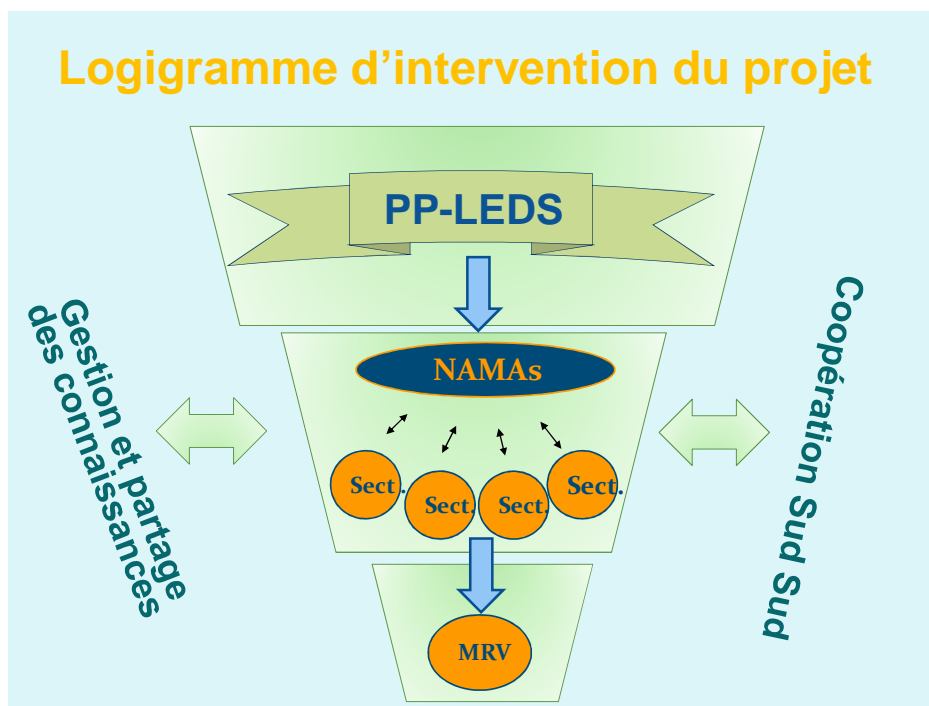 Logigramme d’intervention du projet
PP-LEDS
NAMAs
Sect.
Sect.
Sect.
Sect.
MRV
Gestion et partage
des connaissances
Coopération Sud Sud